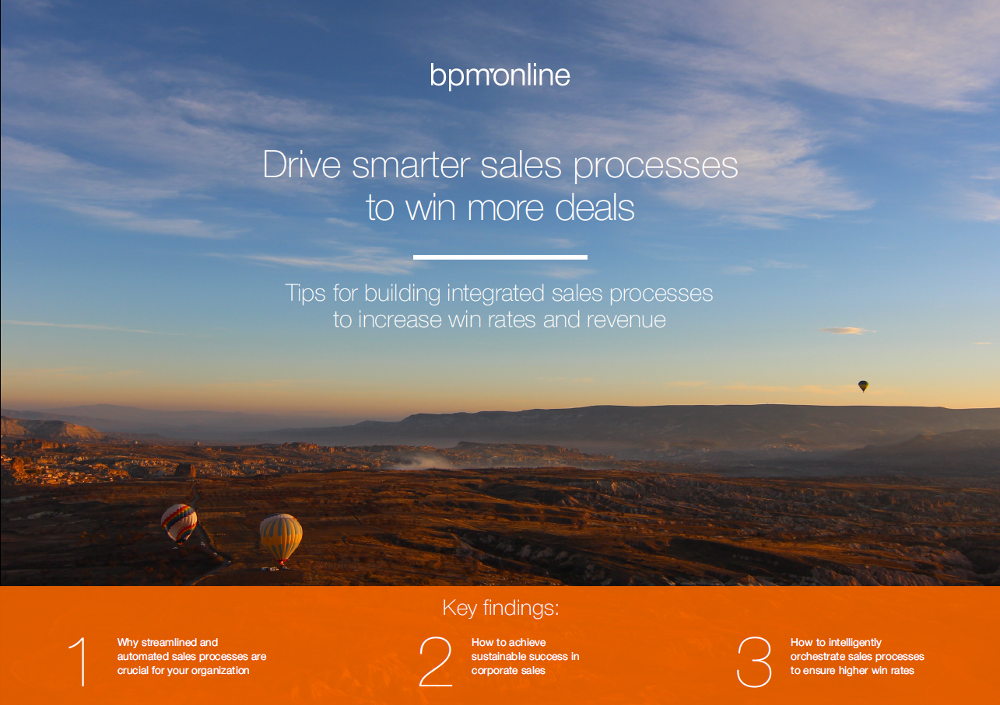 bpm'online
Drive smarter sales processes
to win more deals
Tips for building integrated sales processes
to increase win rates and revenue
Key findings:
1
Why streamlined and
automated sales processes are
crucial for your organization
2
How to achieve
sustainable success in
corporate sales
3
How to intelligently
orchestrate sales processes
to ensure higher win rates